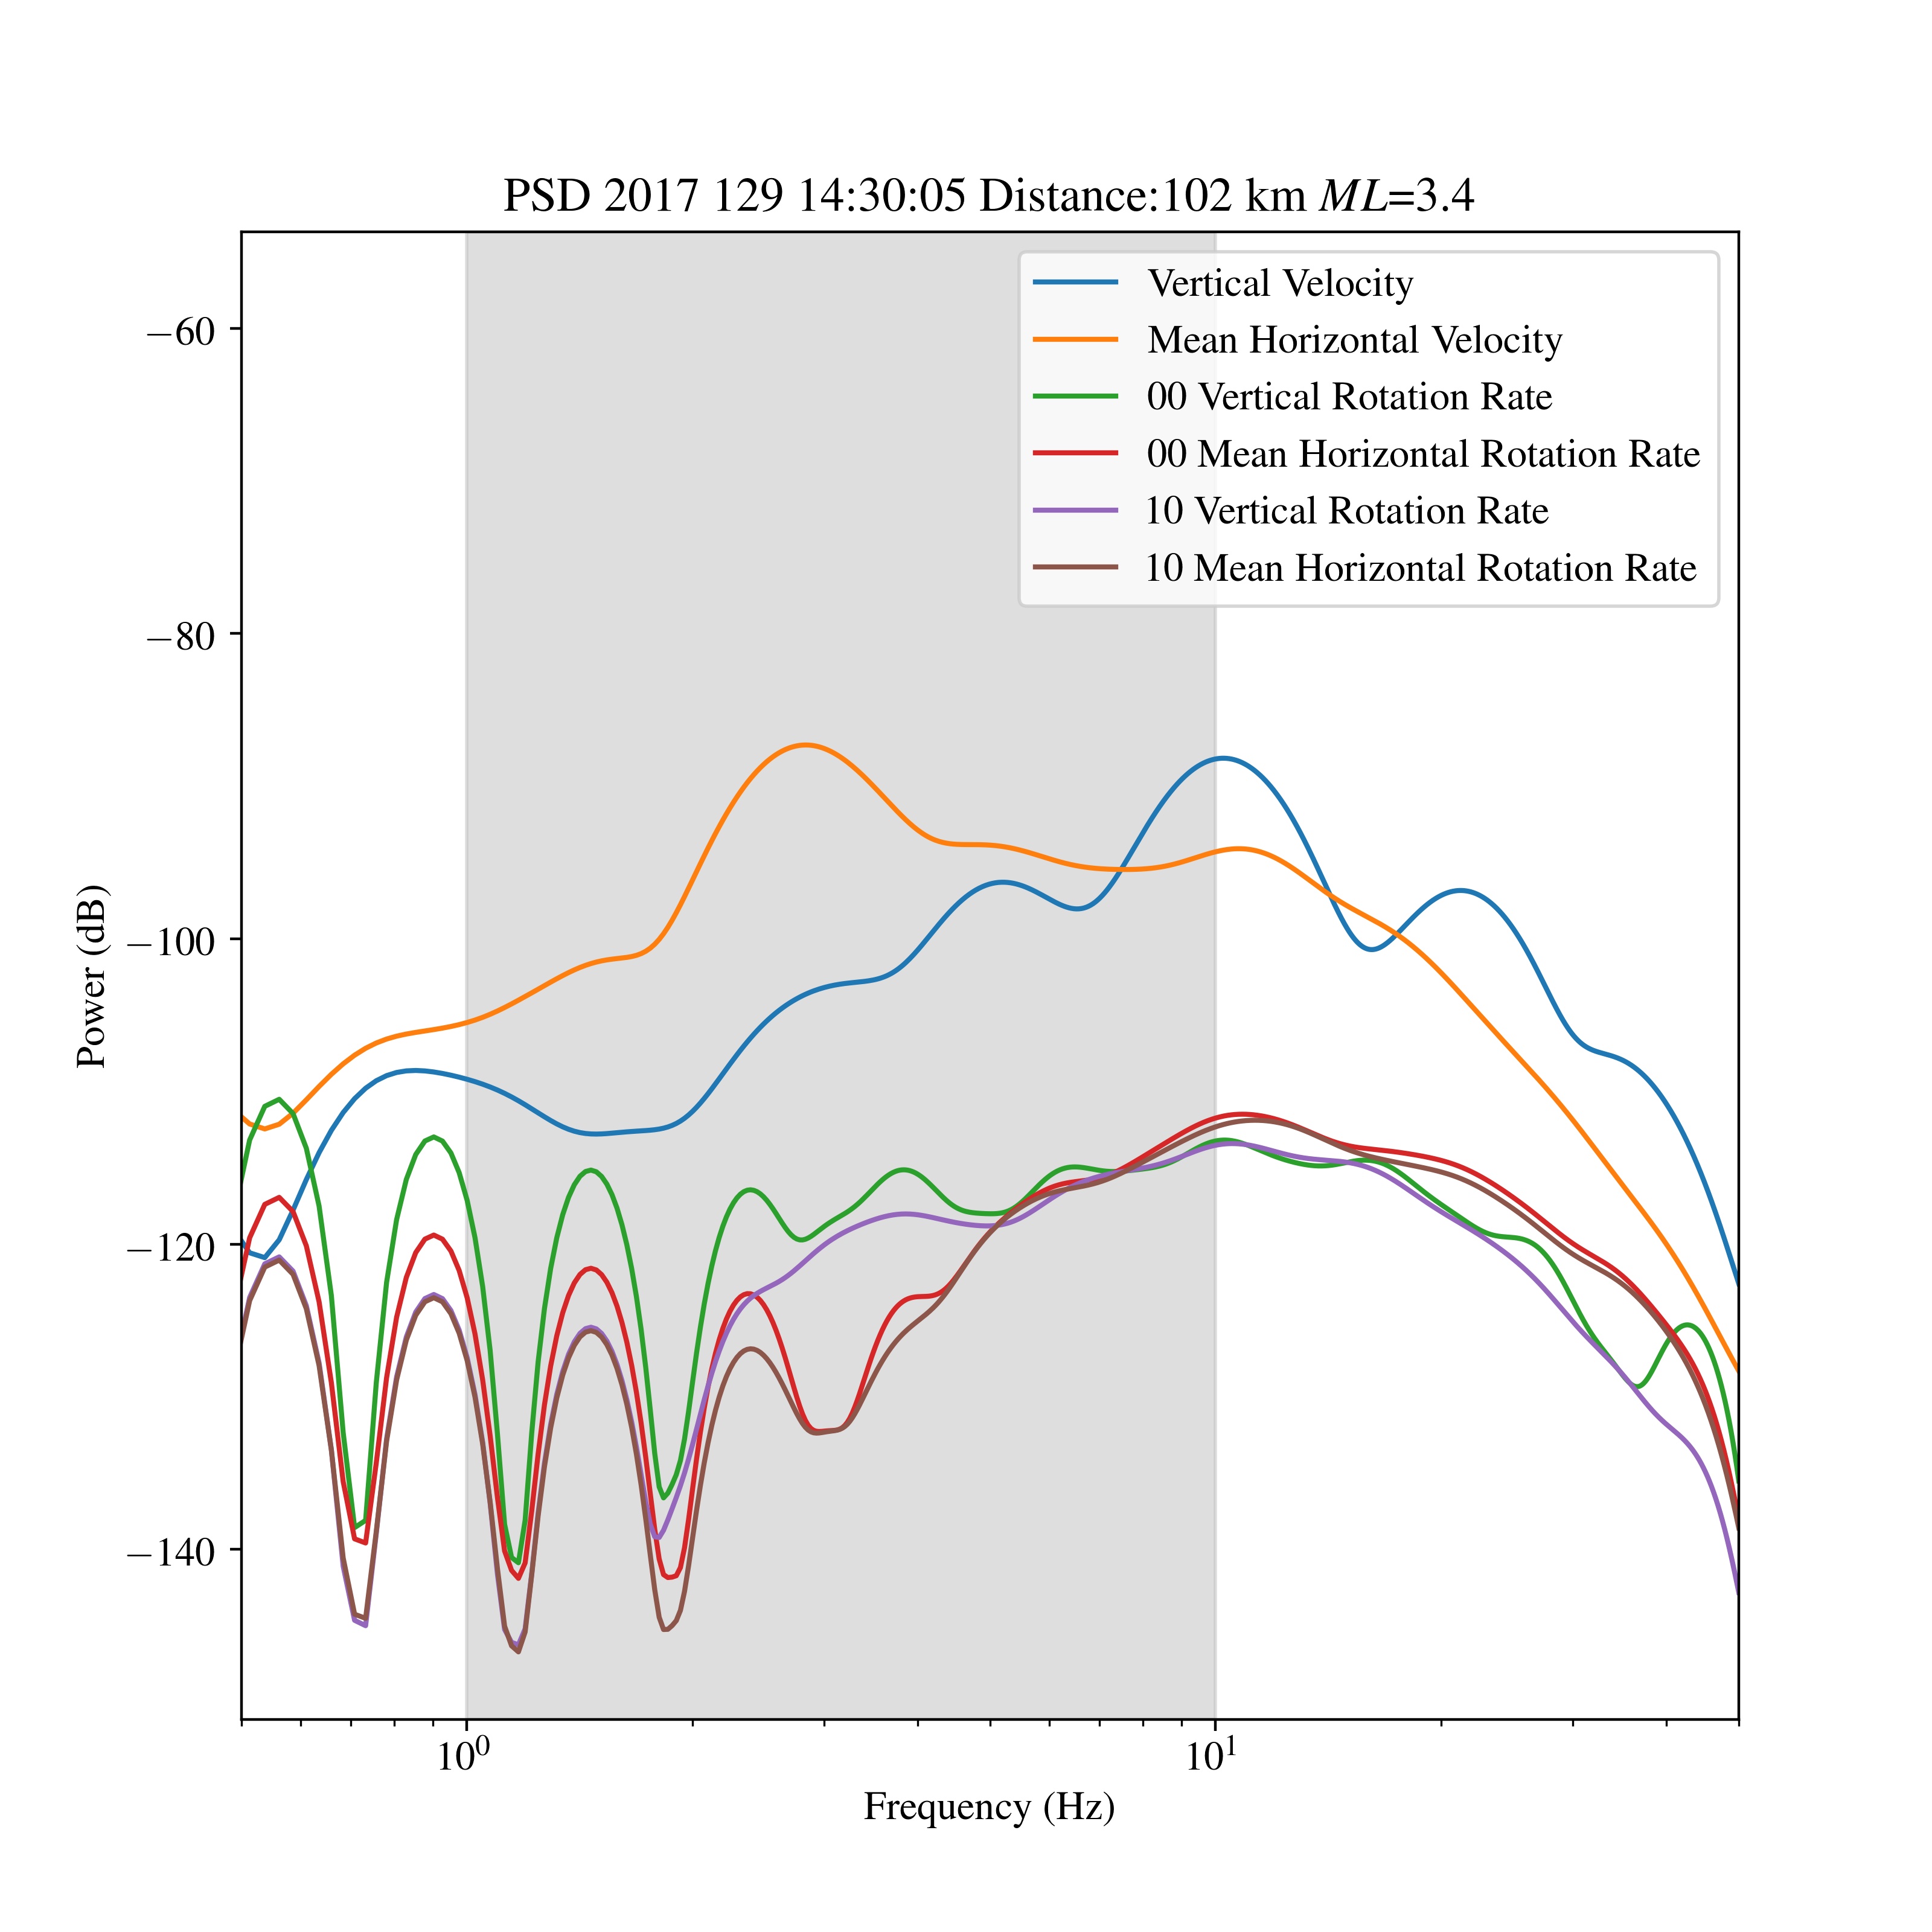 PSD 2017 129 14:30:05 Distance:102 km ML=3.4
Vertical Velocity
Mean Horizontal Velocity
00 Vertical Rotation Rate
00 Mean Horizontal Rotation Rate
10 Vertical Rotation Rate
10 Mean Horizontal Rotation Rate
−60
−80
−100
−120
−140
Power (dB)
10⁰
10¹
Frequency (Hz)